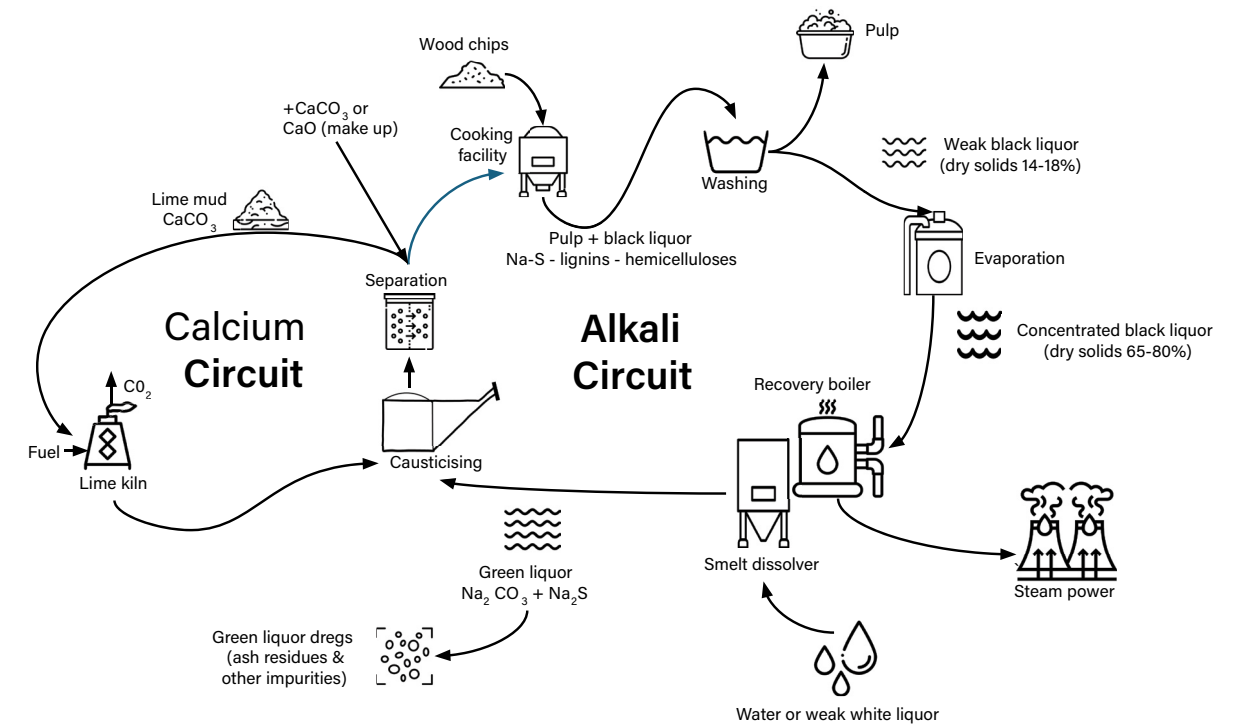 Pulp
Wood chips
+CaCO3 or
CaO (make up)
Cooking
facility
Weak black liquor
(dry solids 14-18%)
Washing
Lime mud
CaCO3
Pulp + black liquor
Na-S - lignins - hemicelluloses
Evaporation
Separation
Calcium
Circuit
Alkali
Circuit
Concentrated black liquor
(dry solids 65-80%)
Recovery boiler
C02
Fuel
Lime kiln
Causticising
Smelt dissolver
Green liquor
Na2 CO3 + Na2S
Steam power
Green liquor dregs
(ash residues &
other impurities)
Water or weak white liquor